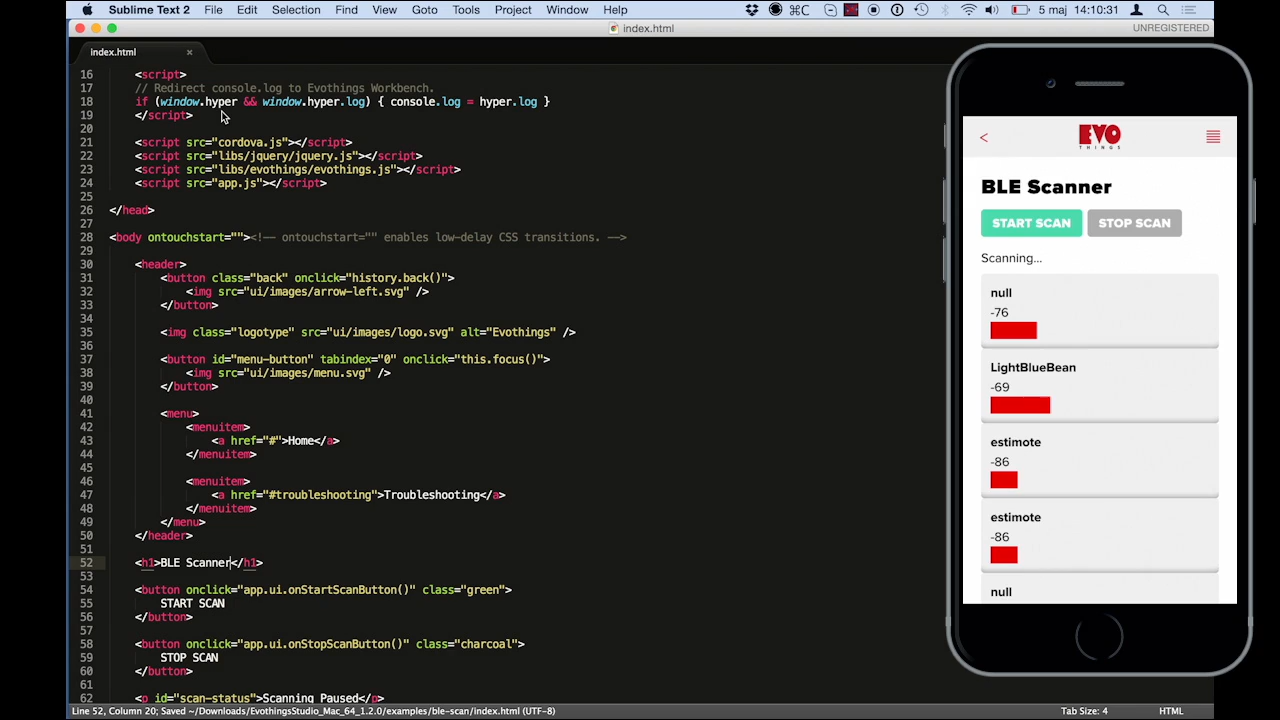 Sublime Text 2 File Edit Selection Find View Goto Tools Project Window Help ⌘C 5 maj 14:10:31
index.html UNREGISTERED
index.html ×
16 <script>
17 // Redirect console.log to Evothings Workbench.
18 if (window.hyper && window.hyper.log) { console.log = hyper.log }
19 </script>
20
21 <script src="cordova.js"></script>
22 <script src="libs/jquery/jquery.js"></script>
23 <script src="libs/evothings/evothings.js"></script>
24 <script src="app.js"></script>
25
26 </head>
27
28 <body ontouchstart=""><!-- ontouchstart="" enables low-delay CSS transitions. -->
29
30 <header>
31 <button class="back" onclick="history.back()">
32 <img src="ui/images/arrow-left.svg" />
33 </button>
34
35 <img class="logotype" src="ui/images/logo.svg" alt="Evothings" />
36
37 <button id="menu-button" tabindex="0" onclick="this.focus()">
38 <img src="ui/images/menu.svg" />
39 </button>
40
41 <menu>
42 <menuitem>
43 <a href="#">Home</a>
44 </menuitem>
45
46 <menuitem>
47 <a href="#troubleshooting">Troubleshooting</a>
48 </menuitem>
49 </menu>
50 </header>
51
52 <h1>BLE Scanner</h1>
53
54 <button onclick="app.ui.onStartScanButton()" class="green">
55 START SCAN
56 </button>
57
58 <button onclick="app.ui.onStopScanButton()" class="charcoal">
59 STOP SCAN
60 </button>
61
62 <p id="scan-status">Scanning Paused</p>
Line 52, Column 20; Saved ~/Downloads/EvothingsStudio_Mac_64_1.2.0/examples/ble-scan/index.html (UTF-8) Tab Size: 4 HTML
< EVO
THINGS
BLE Scanner
START SCAN STOP SCAN
Scanning...
null
-76
LightBlueBean
-69
estimote
-86
estimote
-86
null